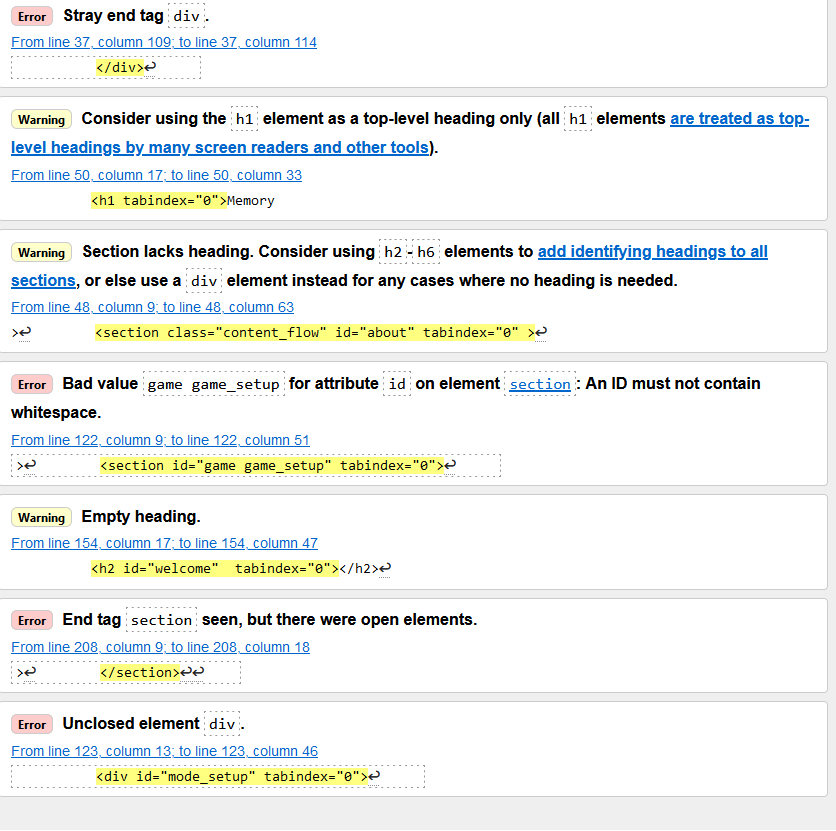 Error Stray end tag div.
From line 37, column 109; to line 37, column 114
</div>↩
Warning Consider using the h1 element as a top-level heading only (all h1 elements are treated as top-
level headings by many screen readers and other tools).
From line 50, column 17; to line 50, column 33
<h1 tabindex="0">Memory
Warning Section lacks heading. Consider using h2-h6 elements to add identifying headings to all
sections, or else use a div element instead for any cases where no heading is needed.
From line 48, column 9; to line 48, column 63
>↩ <section class="content_flow" id="about" tabindex="0" >↩
Error Bad value game game_setup for attribute id on element section: An ID must not contain
whitespace.
From line 122, column 9; to line 122, column 51
>↩ <section id="game game_setup" tabindex="0">↩
Warning Empty heading.
From line 154, column 17; to line 154, column 47
<h2 id="welcome"  tabindex="0"></h2>↩
Error End tag section seen, but there were open elements.
From line 208, column 9; to line 208, column 18
>↩ </section>↩↩
Error Unclosed element div.
From line 123, column 13; to line 123, column 46
<div id="mode_setup" tabindex="0">↩